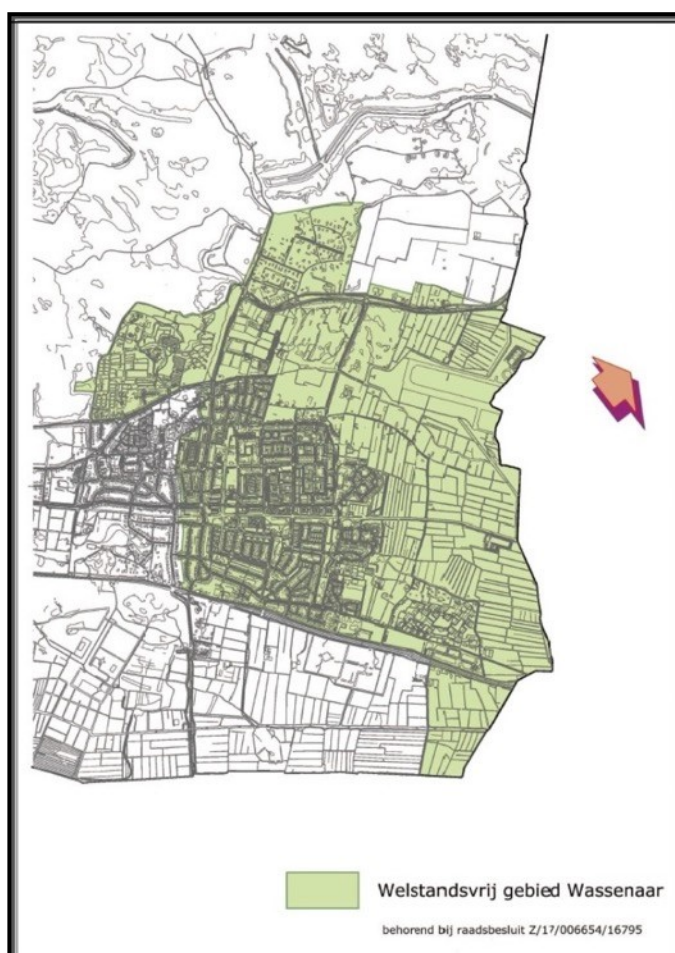 Welstandsvrij gebied Wassenaar
behorend bij raadsbesluit Z/17/006654/16795